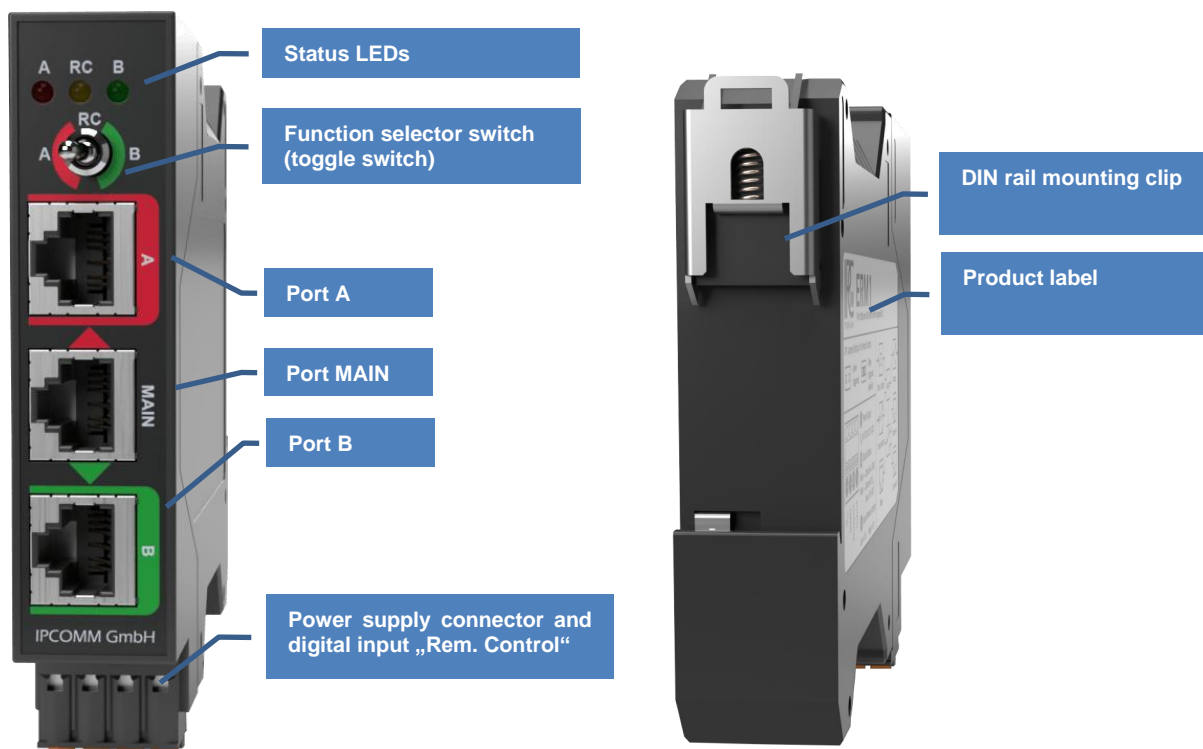 Status LEDs
A RC B
RC
A B
Function selector switch
(toggle switch)
A
Port A
MAIN
Port MAIN
Port B
B
IPCOMM GmbH
Power supply connector and
digital input „Rem. Control“
DIN rail mounting clip
Product label